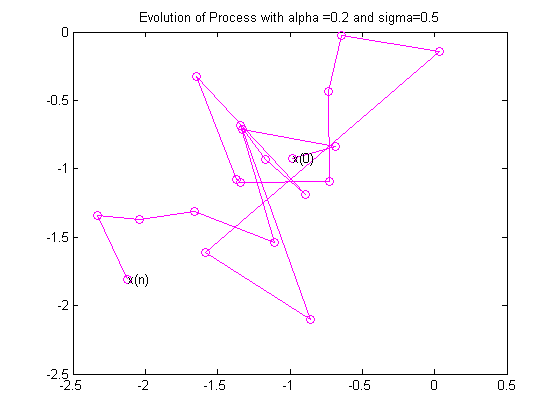 Evolution of Process with alpha =0.2 and sigma=0.5
0
-0.5
-1
-1.5
-2
-2.5
x(0)
x(n)
-2.5 -2 -1.5 -1 -0.5 0 0.5